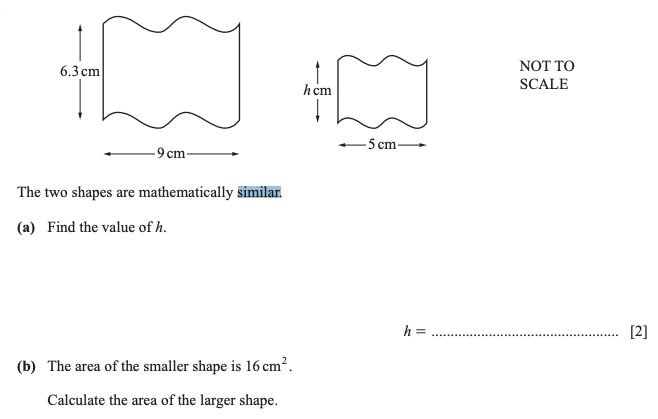 6.3 cm
9 cm
h cm
5 cm
NOT TO
SCALE
The two shapes are mathematically similar.
(a) Find the value of h.
h = .................................................. [2]
(b) The area of the smaller shape is 16 cm².
Calculate the area of the larger shape.